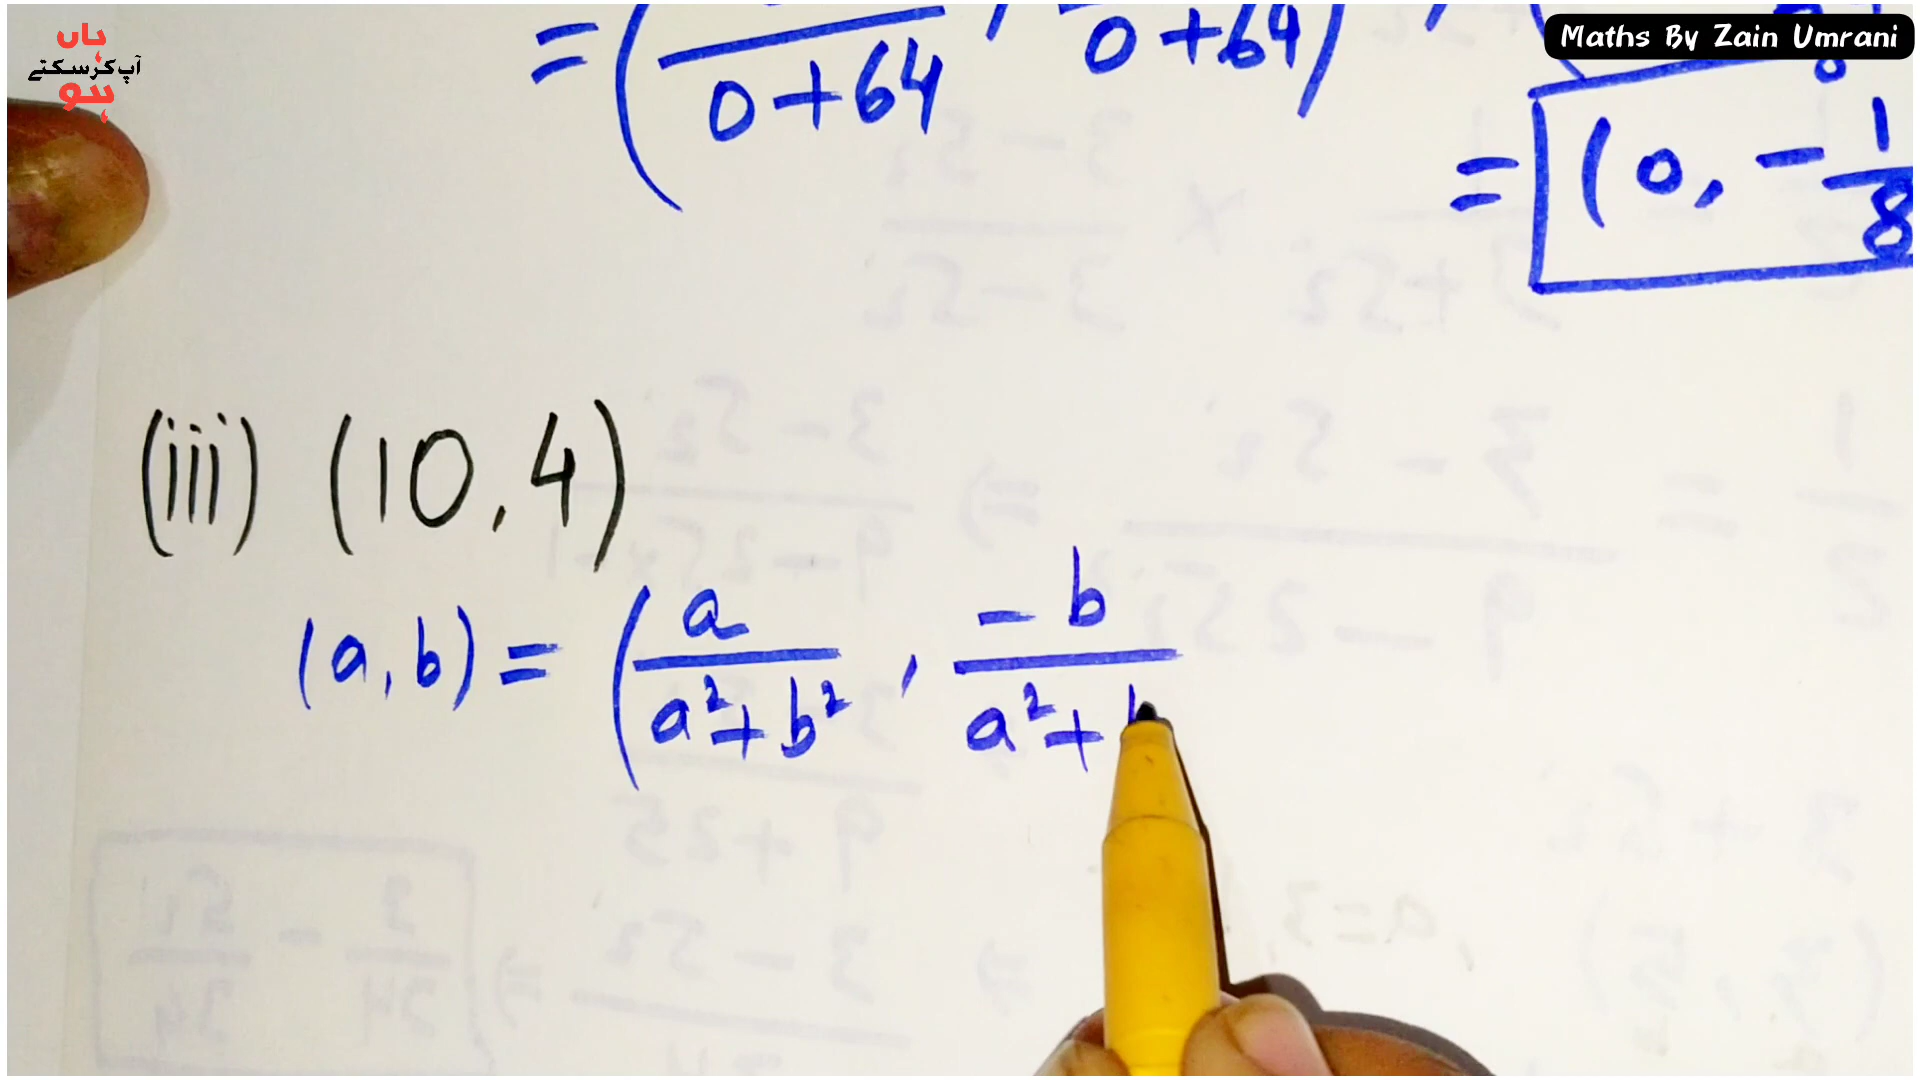 ہاں
آپ کرسکتے
ہو
Maths By Zain Umrani
= ( / 0+64 , / 0+64 ) , (
= (0, -1/8
(iii) (10, 4)
(a, b) = ( a/a²+b² , -b/a²+b